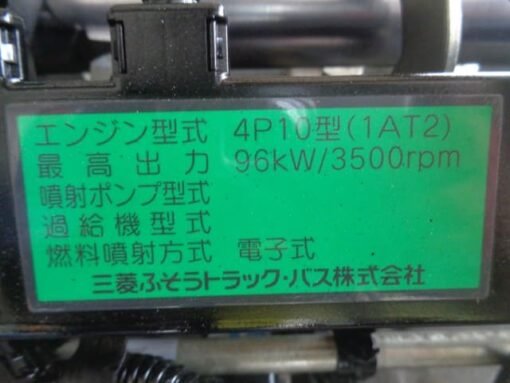 エンジン型式 4P10型(1AT2)
最高出力 96kW/3500rpm
噴射ポンプ型式
過給機型式
燃料噴射方式 電子式
三菱ふそうトラック・バス株式会社